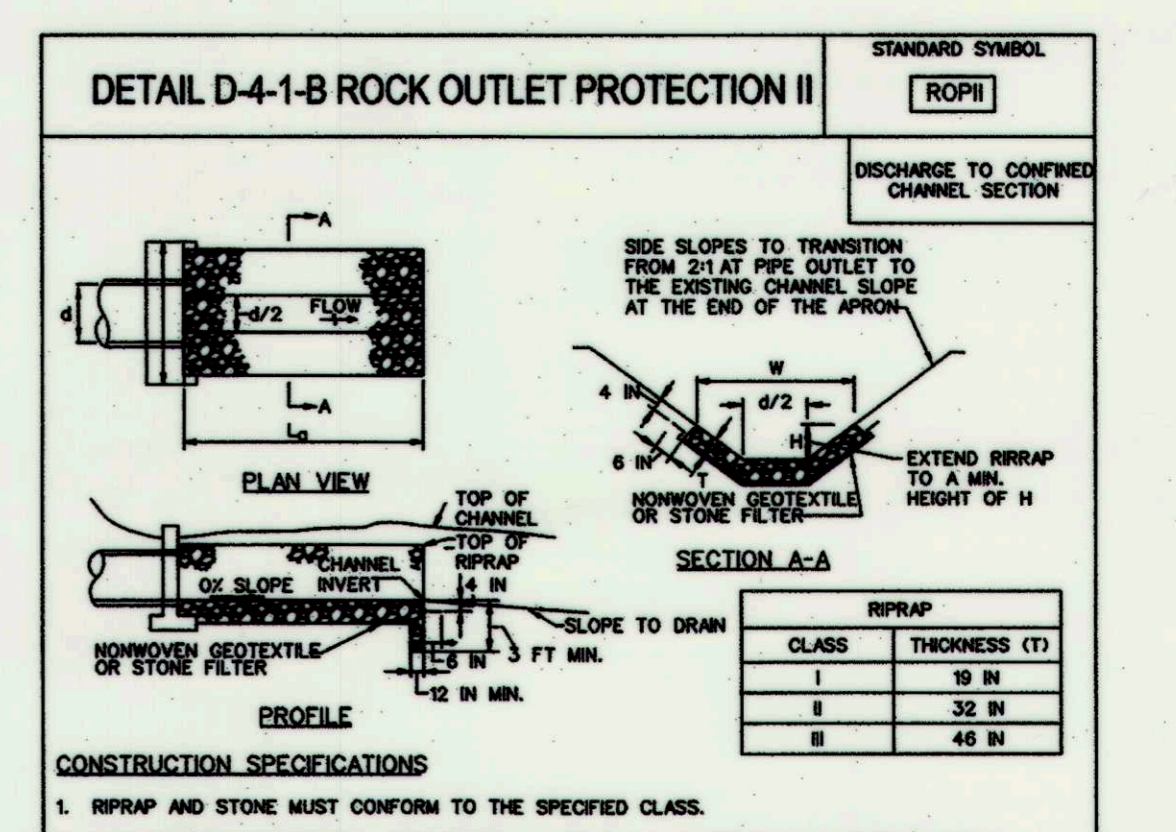 DETAIL D-4-1-B ROCK OUTLET PROTECTION II
STANDARD SYMBOL
ROPII
DISCHARGE TO CONFINED
CHANNEL SECTION
A
d
d/2
FLOW
A
La
PLAN VIEW
SIDE SLOPES TO TRANSITION
FROM 2:1 AT PIPE OUTLET TO
THE EXISTING CHANNEL SLOPE
AT THE END OF THE APRON
W
4 IN
d/2
H
6 IN
T
EXTEND RIRRAP
TO A MIN.
HEIGHT OF H
NONWOVEN GEOTEXTILE
OR STONE FILTER
SECTION A-A
TOP OF
CHANNEL
TOP OF
RIPRAP
CHANNEL
INVERT
0% SLOPE
4 IN
SLOPE TO DRAIN
NONWOVEN GEOTEXTILE
OR STONE FILTER
6 IN
3 FT MIN.
12 IN MIN.
PROFILE
RIPRAP
CLASS THICKNESS (T)
I 19 IN
II 32 IN
III 46 IN
CONSTRUCTION SPECIFICATIONS
1. RIPRAP AND STONE MUST CONFORM TO THE SPECIFIED CLASS.